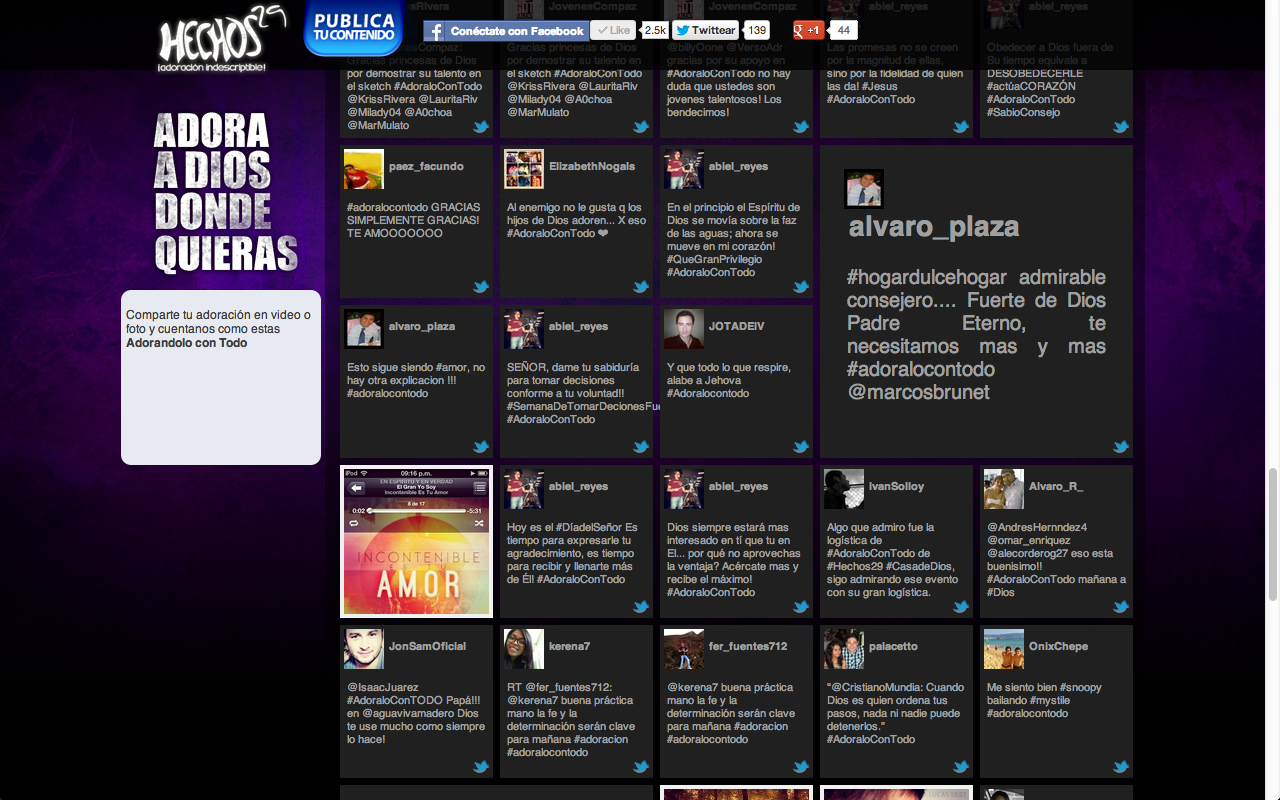 HECHOS29
¡adoración indescriptible!
PUBLICA
TU CONTENIDO
Conéctate con Facebook
Like
2.5k
Twittear
139
+1
44
ADORA
A DIOS
DONDE
QUIERAS
Comparte tu adoración en video o
foto y cuentanos como estas
Adorandolo con Todo
JovenesCompaz
abiel_reyes
abiel_reyes
Gracias princesas de Dios
por demostrar su talento en
el sketch #AdoraloConTodo
@KrissRivera @LauritaRiv
@Milady04 @A0choa
@MarMulato
Gracias princesas de Dios
por demostrar su talento en
el sketch #AdoraloConTodo
@KrissRivera @LauritaRiv
@Milady04 @A0choa
@MarMulato
@billyOone @VersoAdr
gracias por su apoyo en
#AdoraloConTodo no hay
duda que ustedes son
jovenes talentosos! Los
bendecimos!
Las promesas no se creen
por la magnitud de ellas,
sino por la fidelidad de quien
las da! #Jesus
#AdoraloConTodo
Obedecer a Dios fuera de
Su tiempo equivale a
DESOBEDECERLE
#actúaCORAZÓN
#AdoraloConTodo
#SabioConsejo
paez_facundo
#adoralocontodo GRACIAS
SIMPLEMENTE GRACIAS!
TE AMOOOOOOO
ElizabethNogals
Al enemigo no le gusta q los
hijos de Dios adoren... X eso
#AdoraloConTodo ❤
abiel_reyes
En el principio el Espíritu de
Dios se movía sobre la faz
de las aguas; ahora se
mueve en mi corazón!
#QueGranPrivilegio
#AdoraloConTodo
alvaro_plaza
#hogardulcehogar admirable
consejo.... Fuerte de Dios
Padre Eterno, te
necesitamos mas y mas
#adoralocontodo
@marcosbrunet
alvaro_plaza
Esto sigue siendo #amor, no
hay otra explicacion !!!
#adoralocontodo
abiel_reyes
SEÑOR, dame tu sabiduría
para tomar decisiones
conforme a tu voluntad!!
#SemanaDeTomarDecionesFue
#AdoraloConTodo
JOTADEIV
Y que todo lo que respire,
alabe a Jehova
#Adoralocontodo
iPod
09:16 p.m.
EN ESPÍRITU Y EN VERDAD
El Gran Yo Soy
Incontenible Es Tu Amor
8 de 17
0:02
-5:31
INCONTENIBLE
ES TU
AMOR
abiel_reyes
Hoy es el #DíadelSeñor Es
tiempo para expresarle tu
agradecimiento, es tiempo
para recibir y llenarte más
de Él! #AdoraloConTodo
abiel_reyes
Dios siempre estará mas
interesado en tí que tu en
El... por qué no aprovechas
la ventaja? Acércate mas y
recibe el máximo!
#AdoraloConTodo
IvanSolloy
Algo que admiro fue la
logística de
#AdoraloConTodo de
#Hechos29 #CasadeDios,
sigo admirando ese evento
con su gran logística.
Alvaro_R_
@AndresHernndez4
@omar_enriquez
@alecorderog27 eso esta
buenisimo!!
#AdoraloConTodo mañana a
#Dios
JonSamOficial
@IsaacJuarez
#AdoraloConTODO Papá!!!
en @aguavivamadero Dios
te use mucho como siempre
lo hace!
kerena7
RT @fer_fuentes712:
@kerena7 buena práctica
mano la fe y la
determinación serán clave
para mañana #adoracion
#adoralocontodo
fer_fuentes712
@kerena7 buena práctica
mano la fe y la
determinación serán clave
para mañana #adoracion
#adoralocontodo
palacetto
“@CristianoMundia: Cuando
Dios es quien ordena tus
pasos, nada ni nadie puede
detenerlos.”
#AdoraloConTodo
OnixChepe
Me siento bien #snoopy
bailando #mystile
#adoralocontodo
LUCAS 10:27